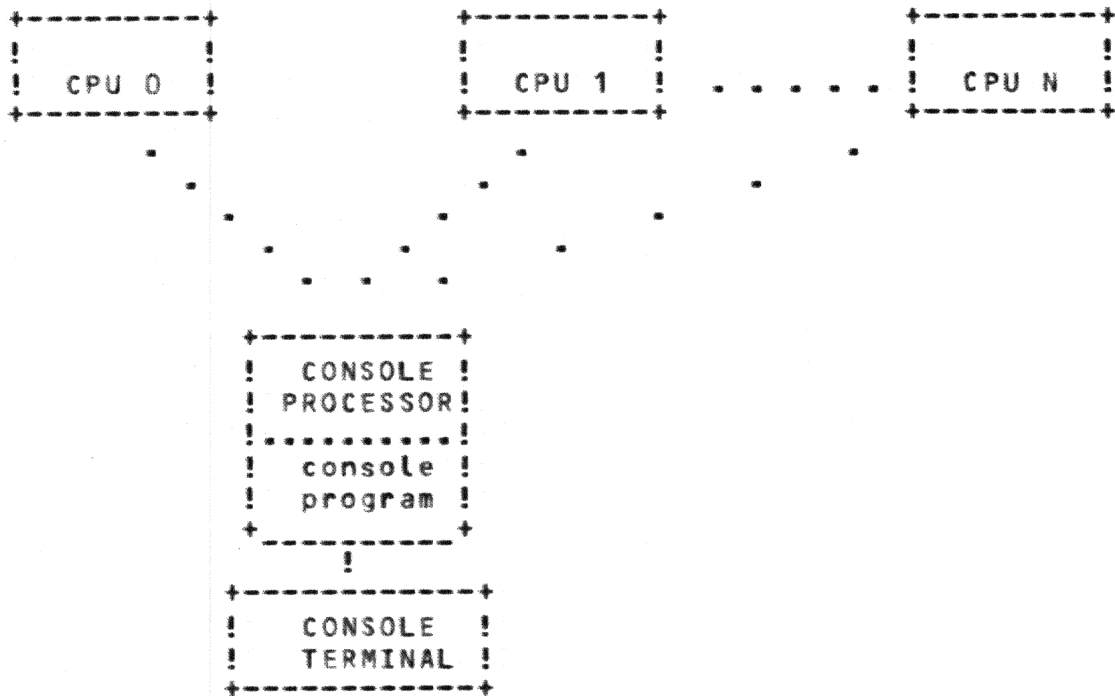 CPU 0
CPU 1
CPU N
CONSOLE
PROCESSOR
console
program
CONSOLE
TERMINAL